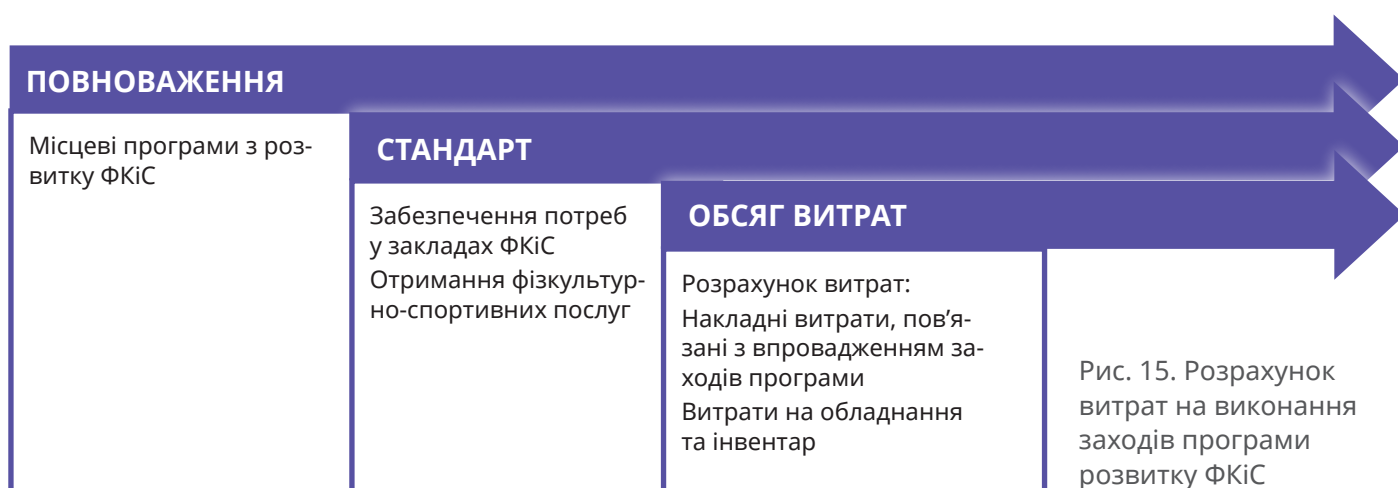 ПОВНОВАЖЕННЯ
Місцеві програми з роз-
витку ФКіС
СТАНДАРТ
Забезпечення потреб
у закладах ФКіС
Отримання фізкультур-
но-спортивних послуг
ОБСЯГ ВИТРАТ
Розрахунок витрат:
Накладні витрати, пов’я-
зані з впровадженням за-
ходів програми
Витрати на обладнання
та інвентар
Рис. 15. Розрахунок
витрат на виконання
заходів програми
розвитку ФКіС